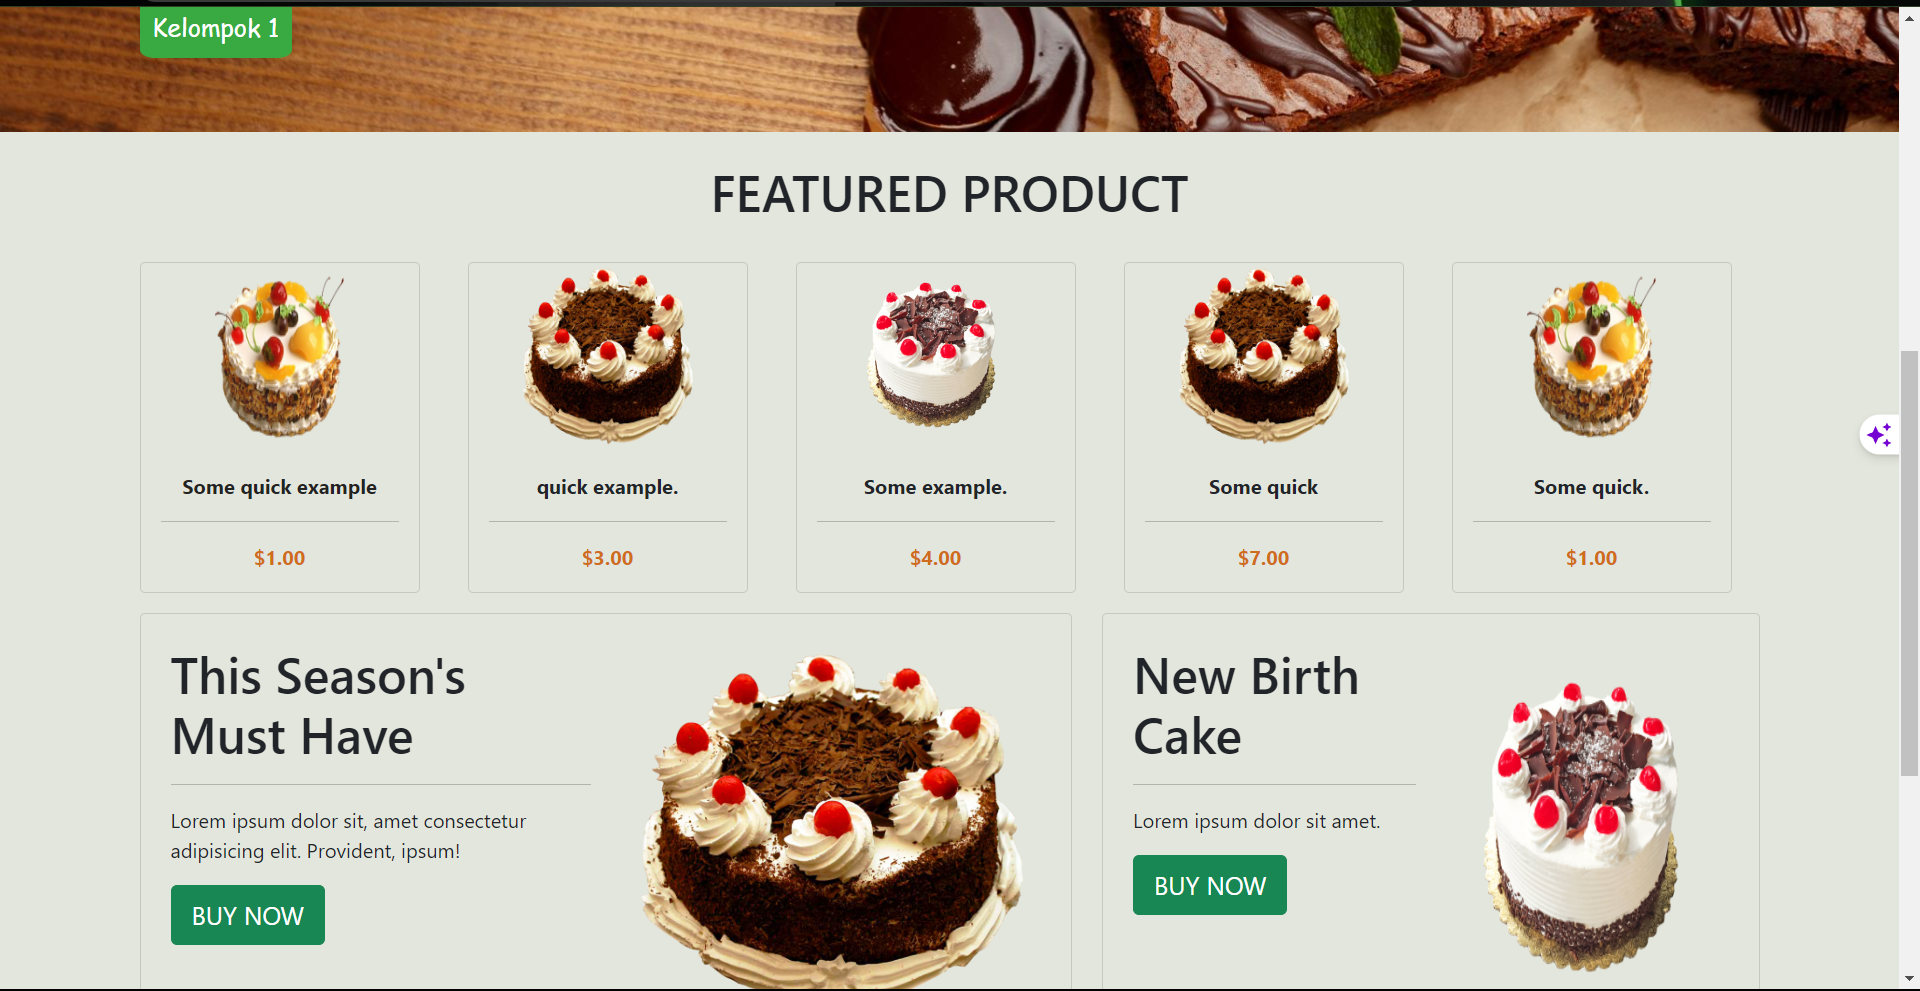 Kelompok 1
FEATURED PRODUCT
Some quick example
quick example.
Some example.
Some quick
Some quick.
$1.00
$3.00
$4.00
$7.00
$1.00
This Season's
Must Have
Lorem ipsum dolor sit, amet consectetur
adipisicing elit. Provident, ipsum!
BUY NOW
New Birth
Cake
Lorem ipsum dolor sit amet.
BUY NOW